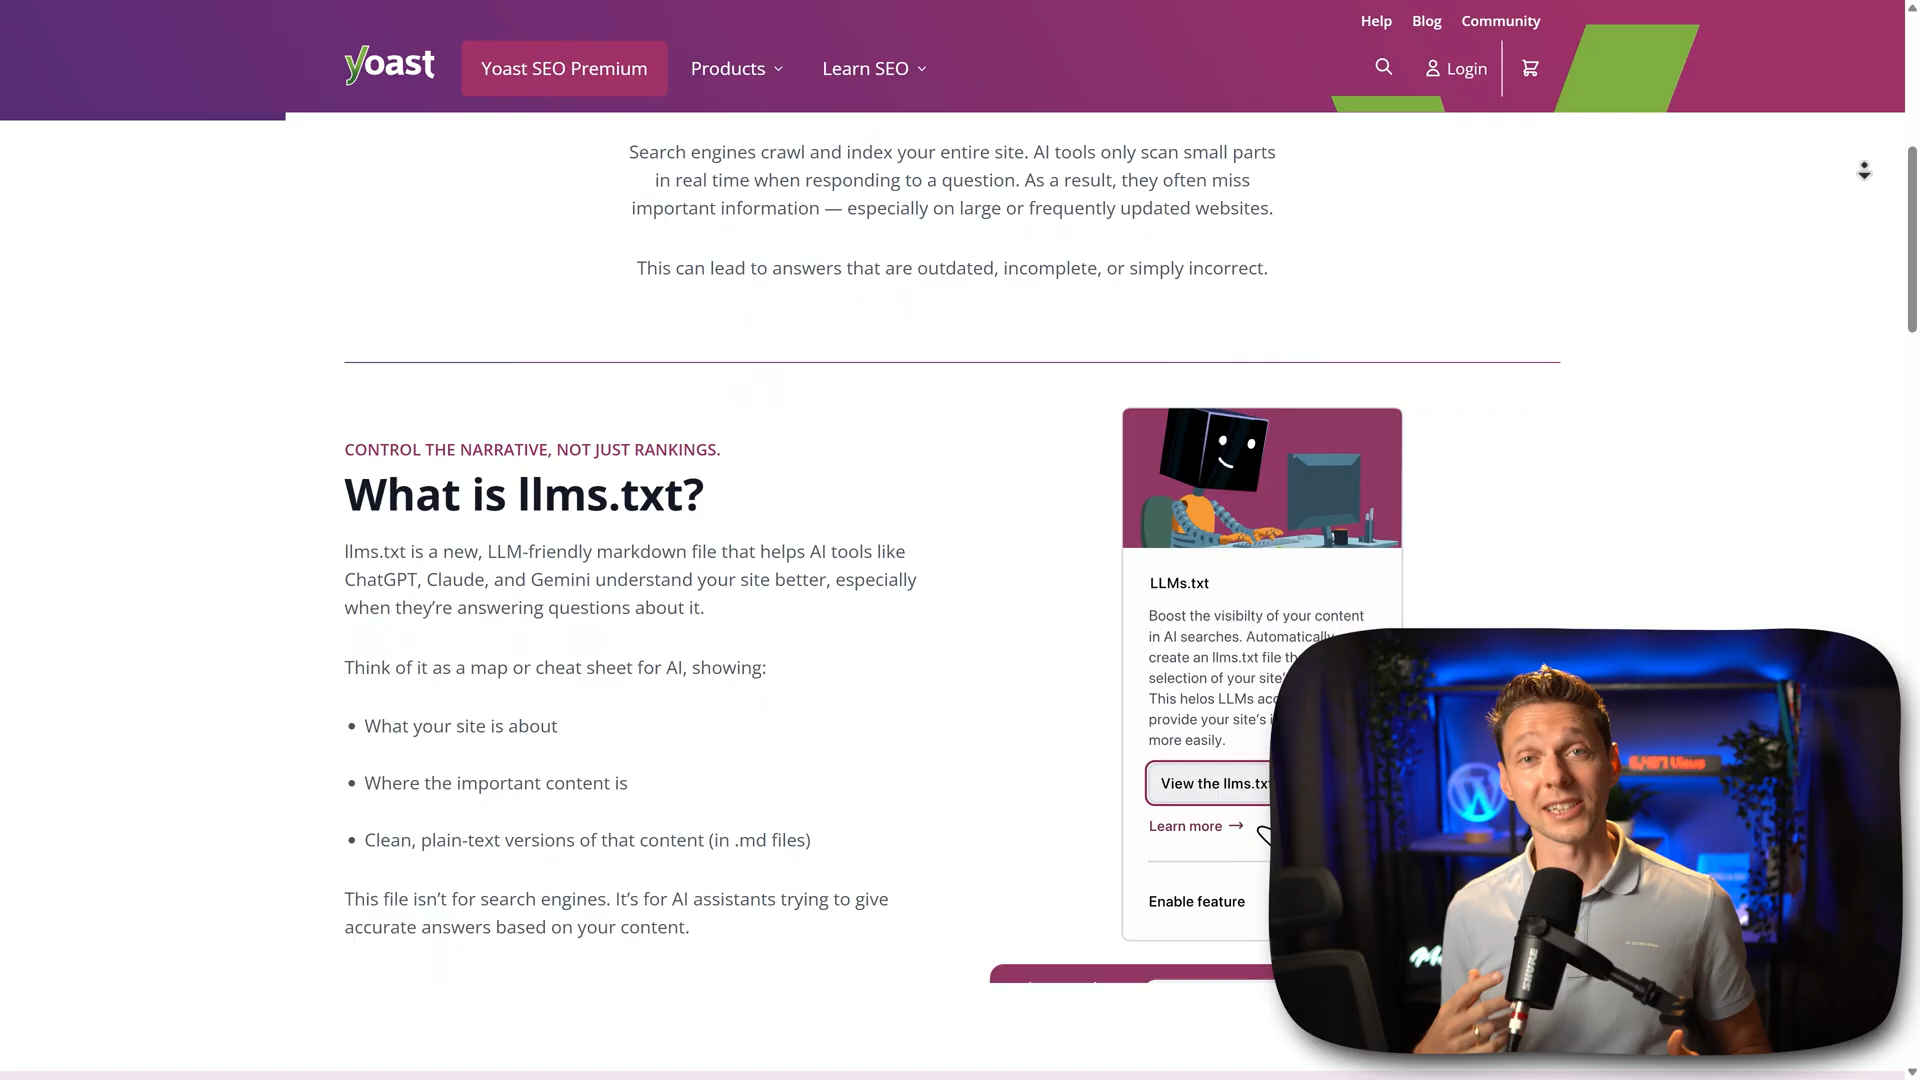 Help Blog Community
yoast Yoast SEO Premium Products Learn SEO Login
Search engines crawl and index your entire site. AI tools only scan small parts
in real time when responding to a question. As a result, they often miss
important information — especially on large or frequently updated websites.
This can lead to answers that are outdated, incomplete, or simply incorrect.
CONTROL THE NARRATIVE, NOT JUST RANKINGS.
What is llms.txt?
llms.txt is a new, LLM-friendly markdown file that helps AI tools like
ChatGPT, Claude, and Gemini understand your site better, especially
when they’re answering questions about it.
Think of it as a map or cheat sheet for AI, showing:
• What your site is about
• Where the important content is
• Clean, plain-text versions of that content (in .md files)
This file isn’t for search engines. It’s for AI assistants trying to give
accurate answers based on your content.
LLMs.txt
Boost the visibilty of your content
in AI searches. Automatically
create an llms.txt file th
selection of your site'
This helos LLMs acc
provide your site’s i
more easily.
View the llms.txt
Learn more →
Enable feature
6,497 Views
SHURE